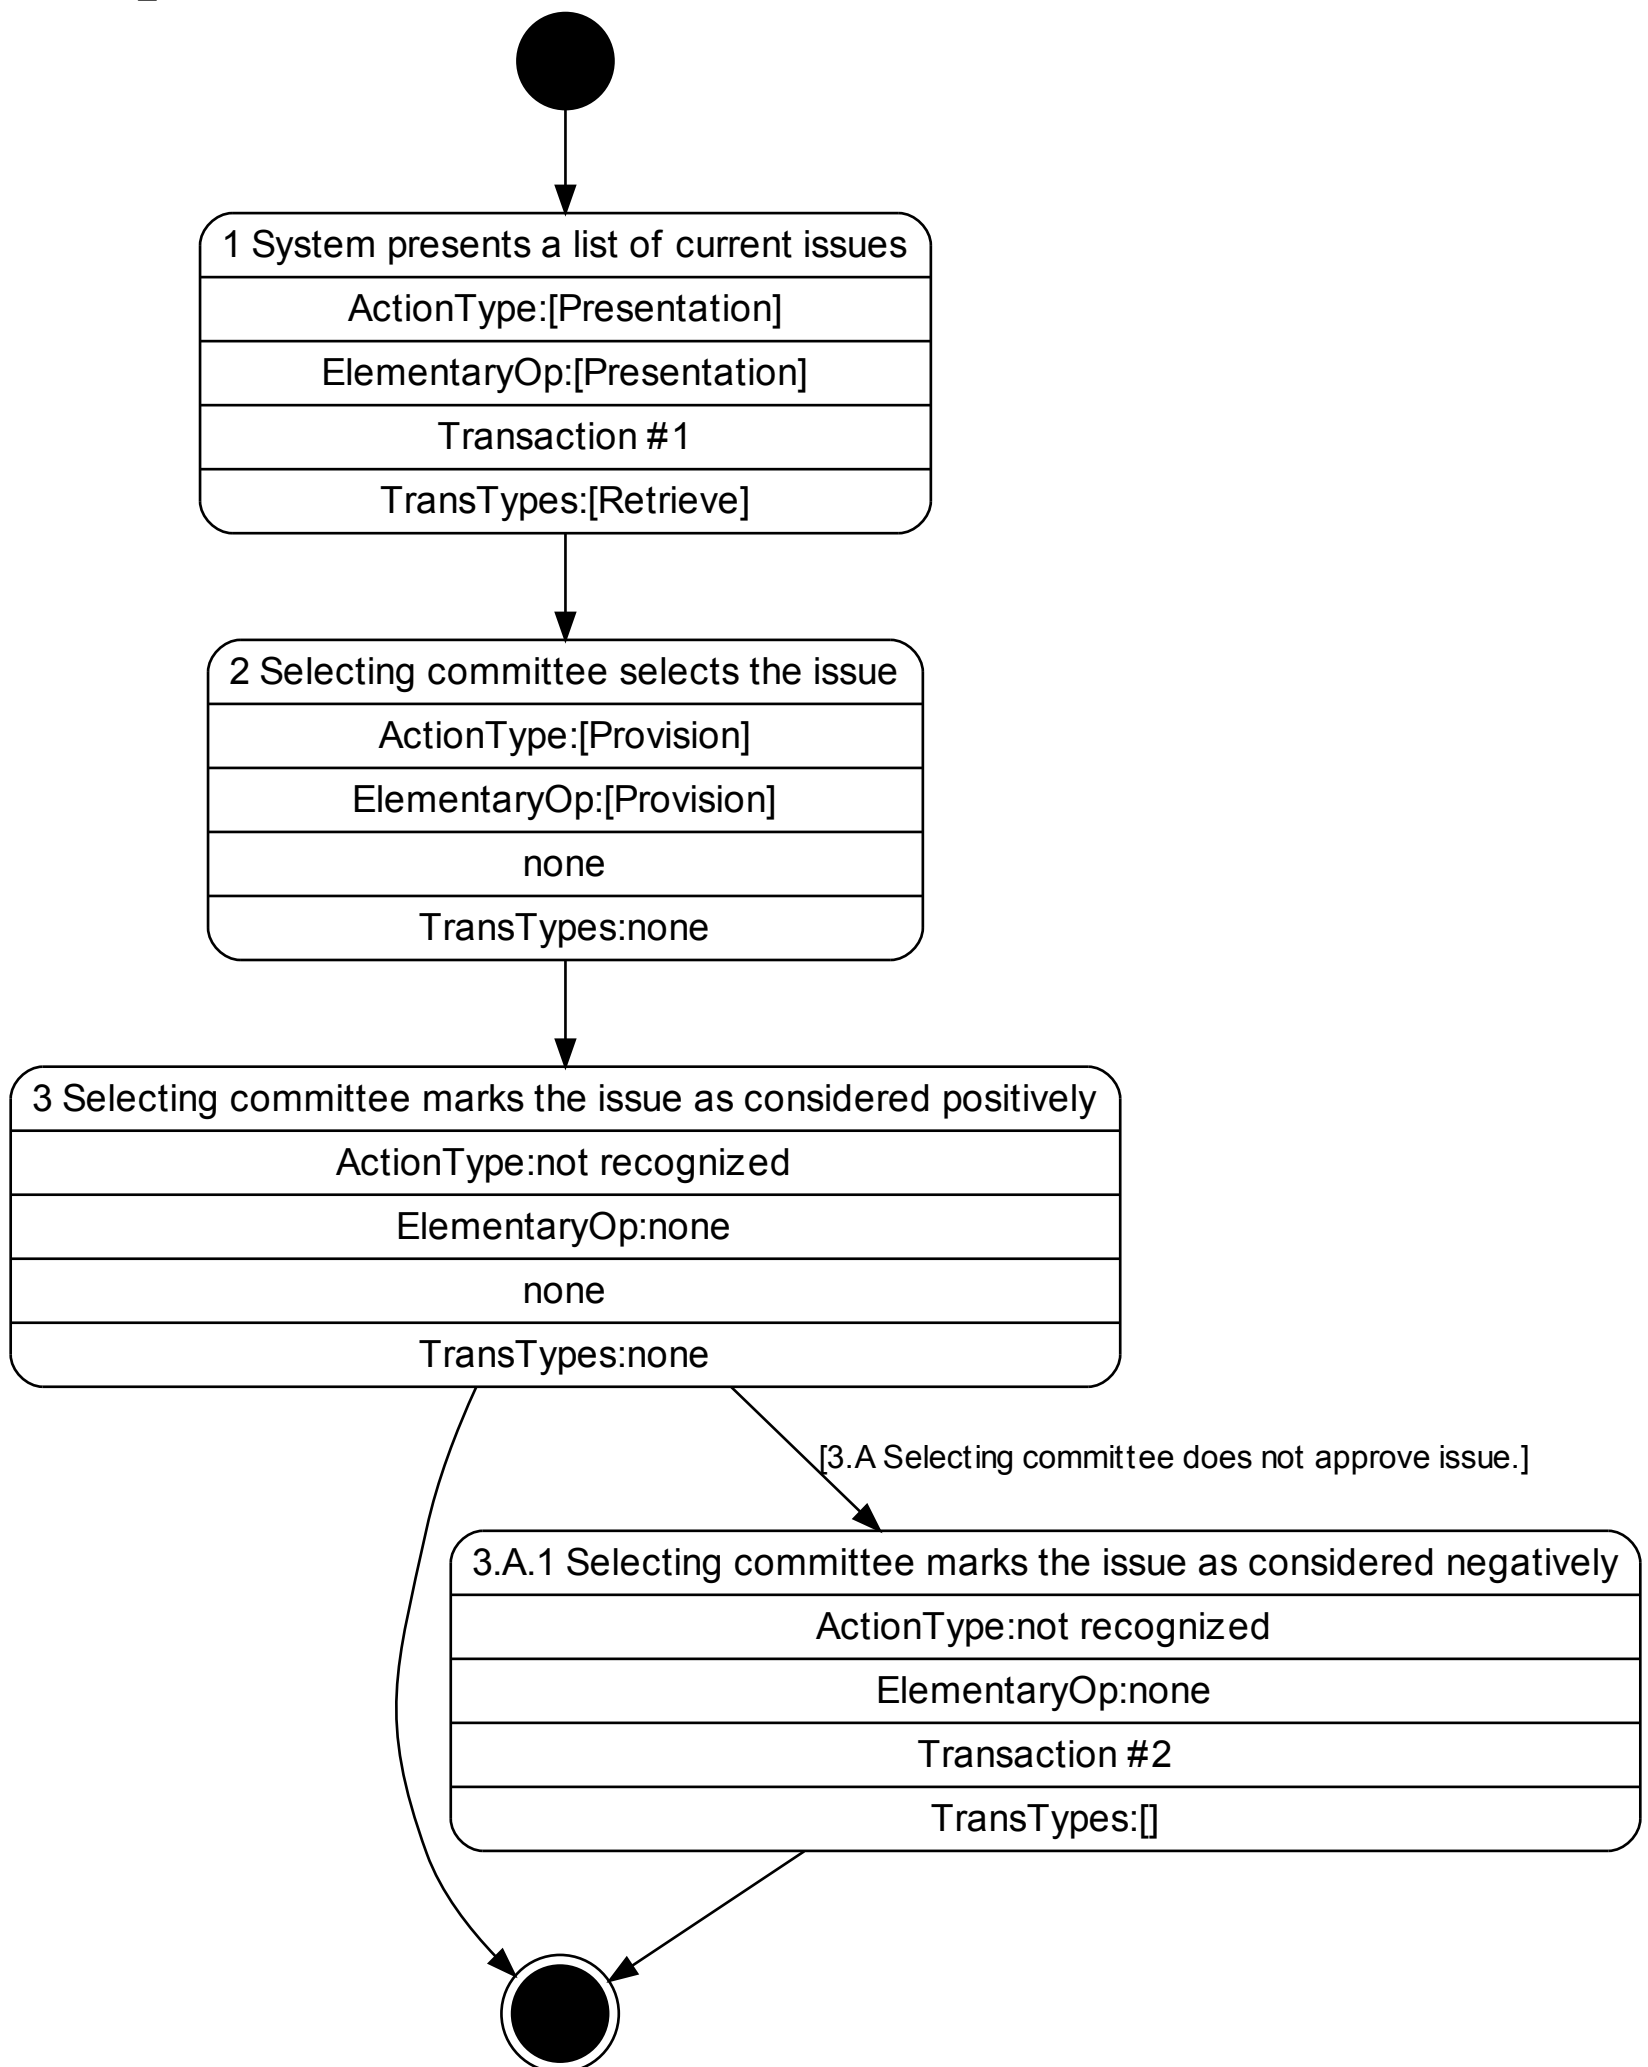 1 System presents a list of current issues
ActionType:[Presentation]
ElementaryOp:[Presentation]
Transaction #1
TransTypes:[Retrieve]
2 Selecting committee selects the issue
ActionType:[Provision]
ElementaryOp:[Provision]
none
TransTypes:none
3 Selecting committee marks the issue as considered positively
ActionType:not recognized
ElementaryOp:none
none
TransTypes:none
[3.A Selecting committee does not approve issue.]
3.A.1 Selecting committee marks the issue as considered negatively
ActionType:not recognized
ElementaryOp:none
Transaction #2
TransTypes:[]